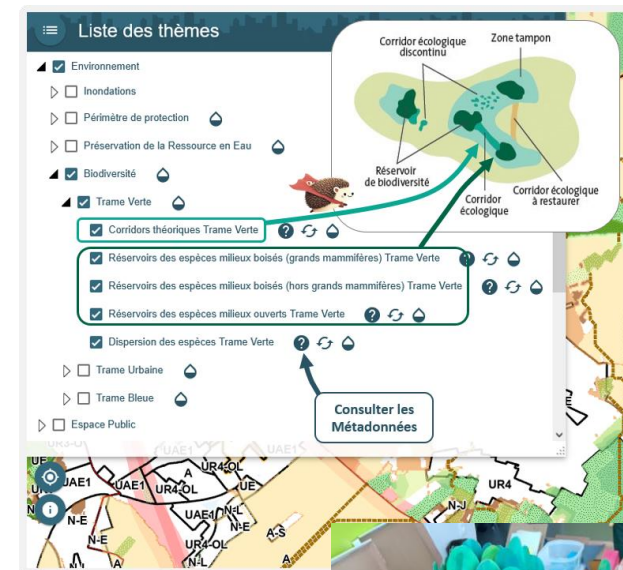 Liste des thèmes
Environnement
Inondations
Périmètre de protection
Préservation de la Ressource en Eau
Biodiversité
Trame Verte
Corridors théoriques Trame Verte
Réservoirs des espèces milieux boisés (grands mammifères) Trame Verte
Réservoirs des espèces milieux boisés (hors grands mammifères) Trame Verte
Réservoirs des espèces milieux ouverts Trame Verte
Dispersion des espèces Trame Verte
Trame Urbaine
Trame Bleue
Espace Public
Corridor écologique
discontinu
Zone tampon
Réservoir
de biodiversité
Corridor
écologique
Corridor écologique
à restaurer
Consulter les
Métadonnées
UAE1
UR4-OL
UAE1
UAE1
A
UR4-OL
UE
UR4
UAE1
N-L
N-E
N-E
A-S
N-J
N-E
UR4-OL
N-L
A
A